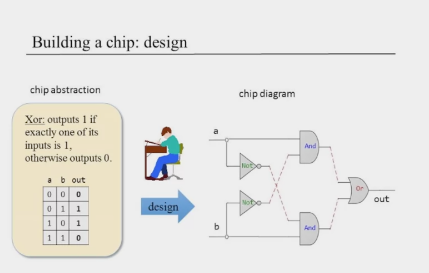 Building a chip: design
chip abstraction
Xor: outputs 1 if
exactly one of its
inputs is 1,
otherwise outputs 0.
a b out
0 0 0
0 1 1
1 0 1
1 1 0
design
chip diagram
a
And
Not
Or
out
Not
b
And